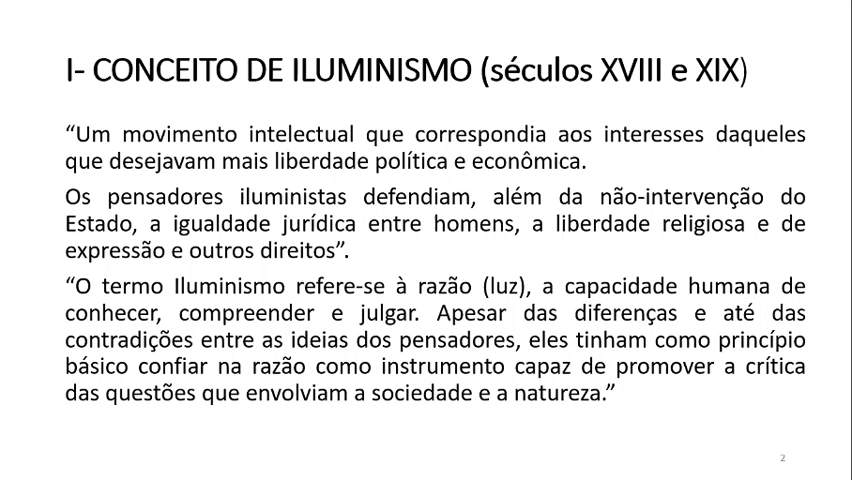 I- CONCEITO DE ILUMINISMO (séculos XVIII e XIX)
“Um movimento intelectual que correspondia aos interesses daqueles
que desejavam mais liberdade política e econômica.
Os pensadores iluministas defendiam, além da não-intervenção do
Estado, a igualdade jurídica entre homens, a liberdade religiosa e de
expressão e outros direitos”.
“O termo Iluminismo refere-se à razão (luz), a capacidade humana de
conhecer, compreender e julgar. Apesar das diferenças e até das
contradições entre as ideias dos pensadores, eles tinham como princípio
básico confiar na razão como instrumento capaz de promover a crítica
das questões que envolviam a sociedade e a natureza.”
2